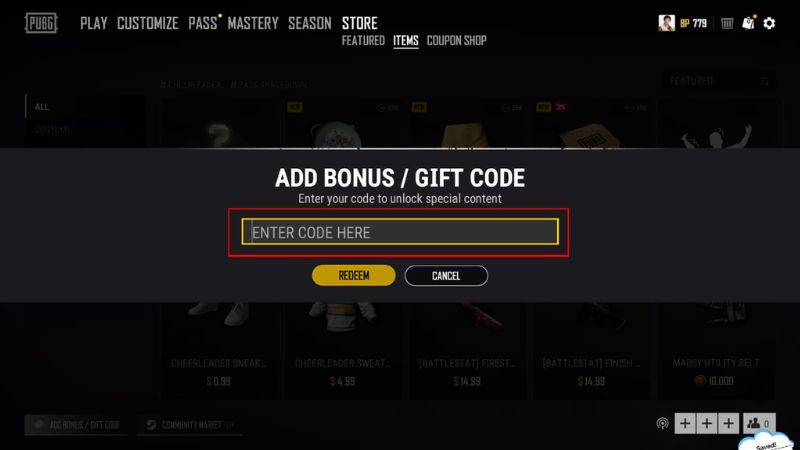 PUBG
PLAY CUSTOMIZE PASS MASTERY SEASON STORE
BP 779
FEATURED ITEMS COUPON SHOP
#CHEERLEADER #PASS SHAKEDOWN
FEATURED
ALL
COSTUME
ADD BONUS / GIFT CODE
Enter your code to unlock special content
ENTER CODE HERE
REDEEM CANCEL
CHEERLEADER SNEAK... CHEERLEADER SWEAT... [BATTLESTAT] FIREST... [BATTLESTAT] FINISH ... MADSY UTILITY BELT
$ 0.99 $ 4.99 $ 14.99 $ 14.99 10,000
ADD BONUS / GIFT CODE COMMUNITY MARKET
+ + + 0
Saved!